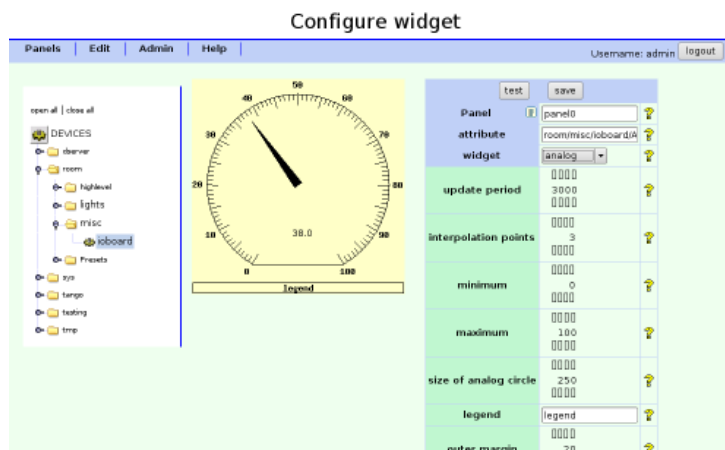 Configure widget
Panels Edit Admin Help
Username: admin logout
open all | close all
DEVICES
dserver
room
highlevel
lights
misc
ioboard
Presets
sys
tango
testing
tmp
0
10
20
30
40
50
60
70
80
90
100
38.0
legend
test save
Panel panel0
attribute room/misc/ioboard/A
widget analog
update period 3000
interpolation points 3
minimum 0
maximum 100
size of analog circle 250
legend legend
outer margin 20